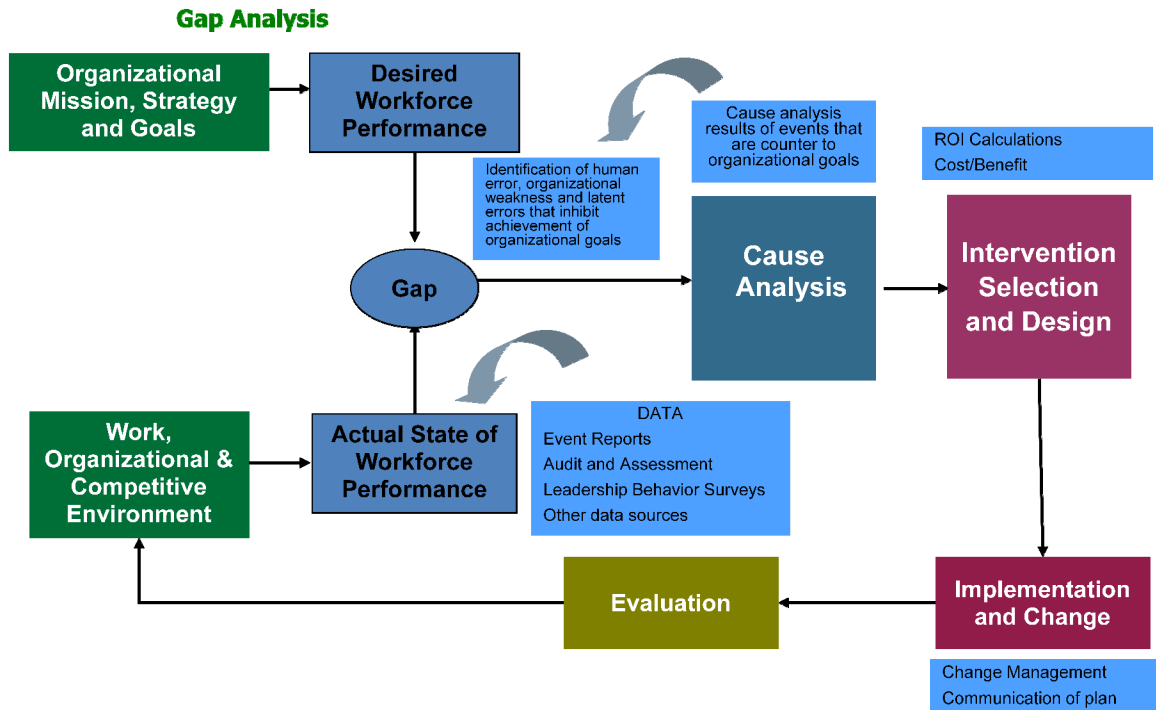 Gap Analysis
Organizational
Mission, Strategy
and Goals
Desired
Workforce
Performance
Cause analysis
results of events that
are counter to
organizational goals
ROI Calculations
Cost/Benefit
Identification of human
error, organizational
weakness and latent
errors that inhibit
achievement of
organizational goals
Gap
Cause
Analysis
Intervention
Selection
and Design
Work,
Organizational &
Competitive
Environment
Actual State of
Workforce
Performance
DATA
Event Reports
Audit and Assessment
Leadership Behavior Surveys
Other data sources
Evaluation
Implementation
and Change
Change Management
Communication of plan